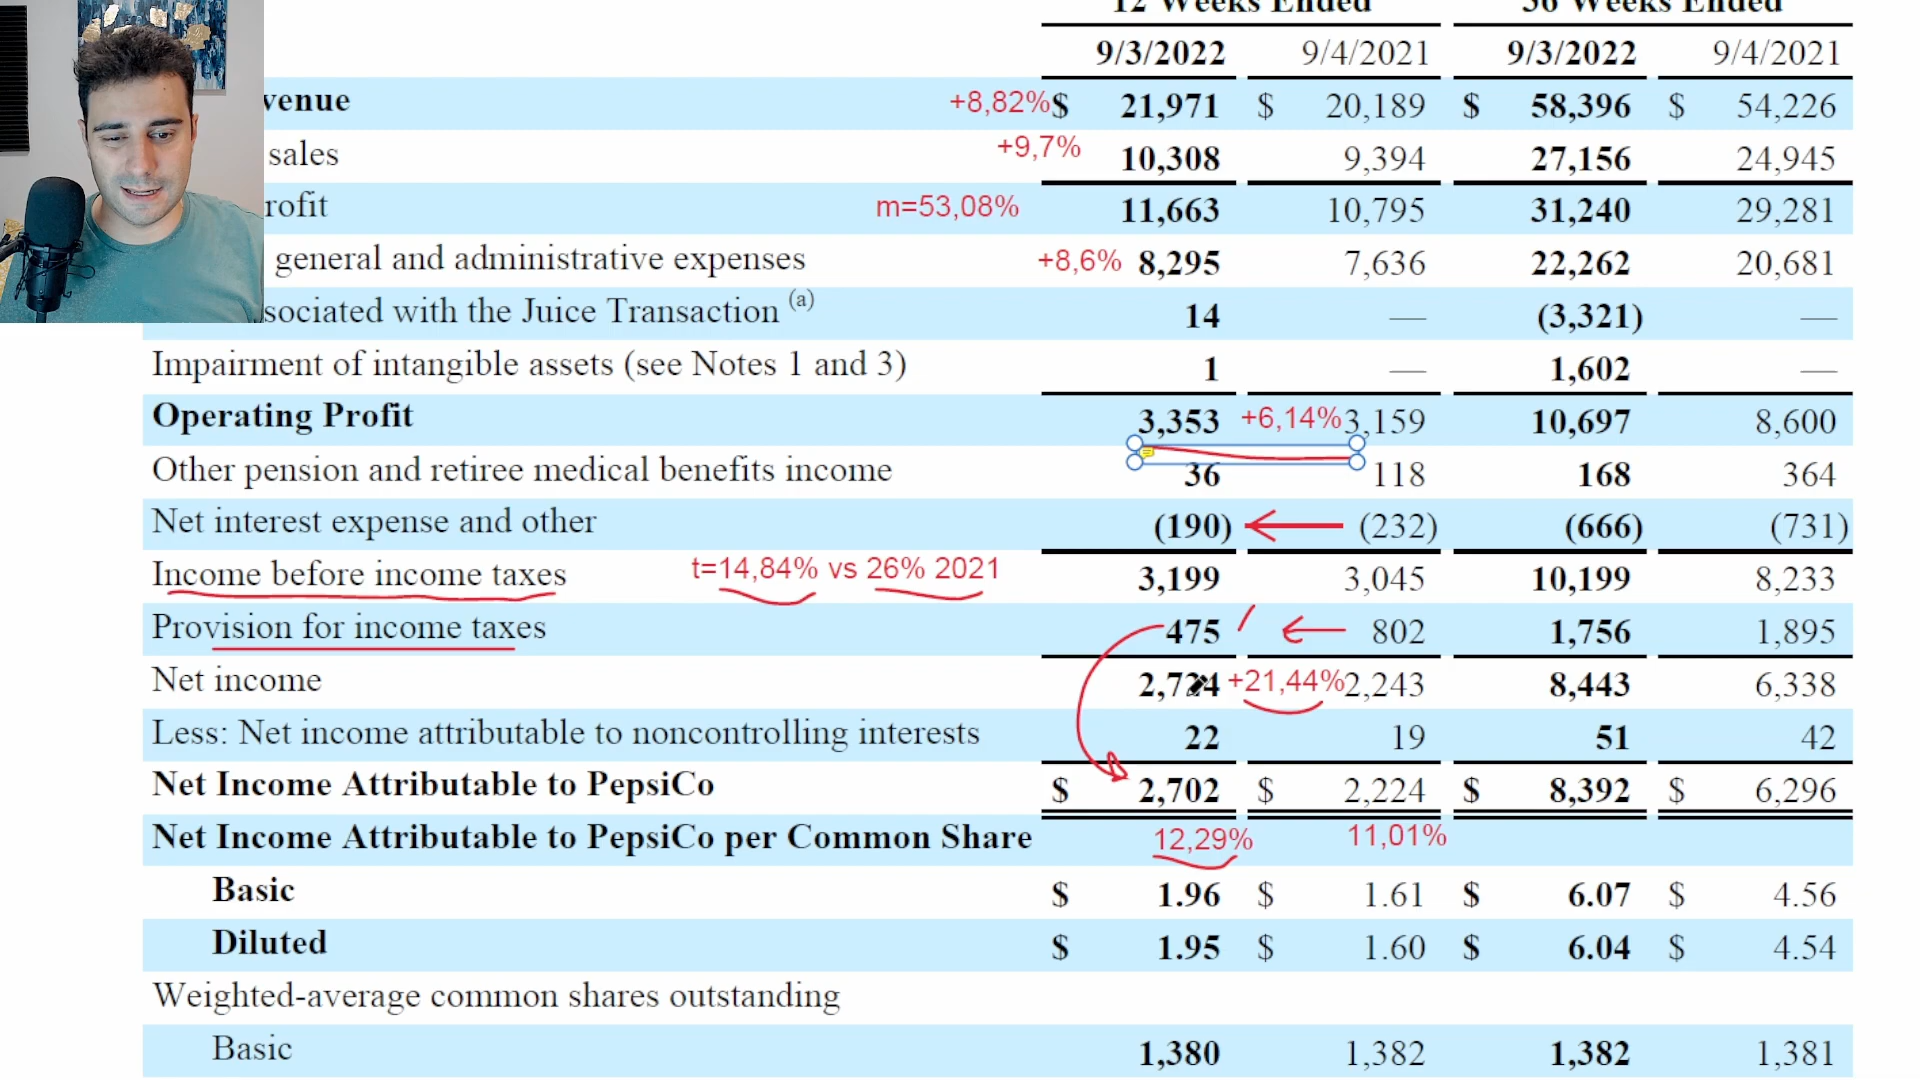 12 Weeks Ended 36 Weeks Ended
9/3/2022 9/4/2021 9/3/2022 9/4/2021
venue +8,82% $ 21,971 $ 20,189 $ 58,396 $ 54,226
sales +9,7% 10,308 9,394 27,156 24,945
rofit m=53,08% 11,663 10,795 31,240 29,281
general and administrative expenses +8,6% 8,295 7,636 22,262 20,681
sociated with the Juice Transaction (a) 14 — (3,321) —
Impairment of intangible assets (see Notes 1 and 3) 1 — 1,602 —
Operating Profit 3,353 +6,14% 3,159 10,697 8,600
Other pension and retiree medical benefits income 36 118 168 364
Net interest expense and other (190) (232) (666) (731)
Income before income taxes t=14,84% vs 26% 2021 3,199 3,045 10,199 8,233
Provision for income taxes 475 802 1,756 1,895
Net income 2,724 +21,44% 2,243 8,443 6,338
Less: Net income attributable to noncontrolling interests 22 19 51 42
Net Income Attributable to PepsiCo $ 2,702 $ 2,224 $ 8,392 $ 6,296
Net Income Attributable to PepsiCo per Common Share 12,29% 11,01%
Basic $ 1.96 $ 1.61 $ 6.07 $ 4.56
Diluted $ 1.95 $ 1.60 $ 6.04 $ 4.54
Weighted-average common shares outstanding
Basic 1,380 1,382 1,382 1,381